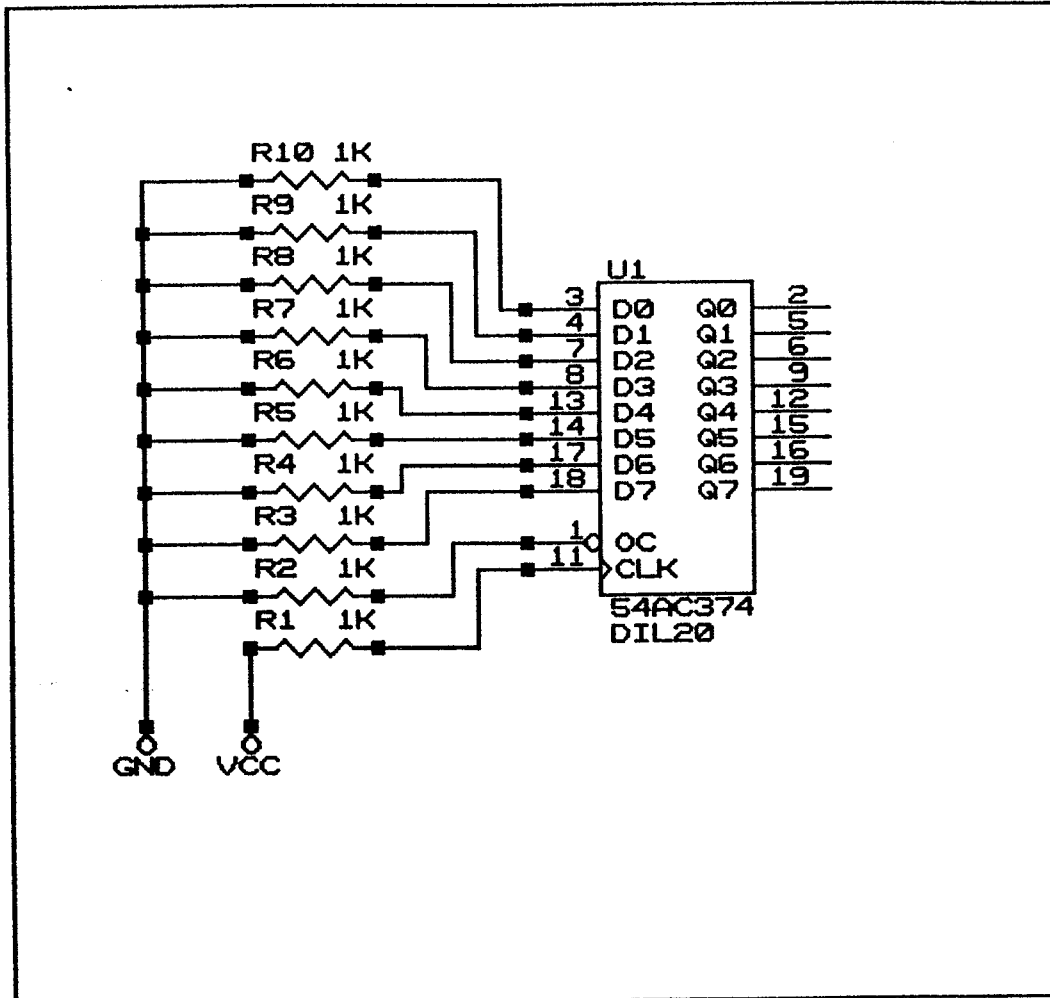 R10 1K
R9 1K
R8 1K
R7 1K
R6 1K
R5 1K
R4 1K
R3 1K
R2 1K
R1 1K
GND
VCC
U1
3 D0 Q0 2
4 D1 Q1 5
7 D2 Q2 6
8 D3 Q3 9
13 D4 Q4 12
14 D5 Q5 15
17 D6 Q6 16
18 D7 Q7 19
1 OC
11 CLK
54AC374
DIL20